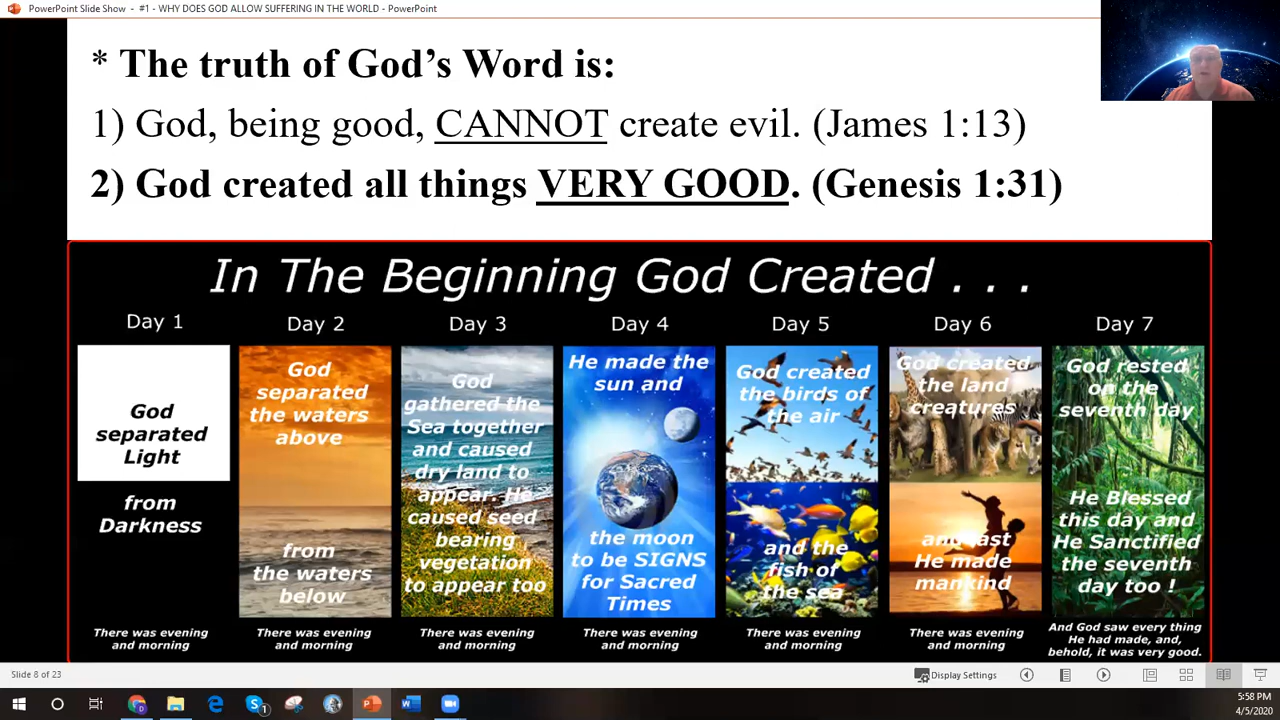 PowerPoint Slide Show - #1 - WHY DOES GOD ALLOW SUFFERING IN THE WORLD - PowerPoint
* The truth of God's Word is:
1) God, being good, CANNOT create evil. (James 1:13)
2) God created all things VERY GOOD. (Genesis 1:31)
In The Beginning God Created . . .
Day 1
God
separated
Light
from
Darkness
There was evening
and morning
Day 2
God
separated
the waters
above
from
the waters
below
There was evening
and morning
Day 3
God
gathered the
Sea together
and caused
dry land to
appear. He
caused seed
bearing
vegetation
to appear too
There was evening
and morning
Day 4
He made the
sun and
the moon
to be SIGNS
for Sacred
Times
There was evening
and morning
Day 5
God created
the birds of
the air
and the
fish of
the sea
There was evening
and morning
Day 6
God created
the land
creatures
and last
He made
mankind
There was evening
and morning
Day 7
God rested
on the
seventh day
He Blessed
this day and
He Sanctified
the seventh
day too !
And God saw every thing
He had made, and,
behold, it was very good.
Slide 8 of 23
Display Settings
1
5:58 PM
4/5/2020